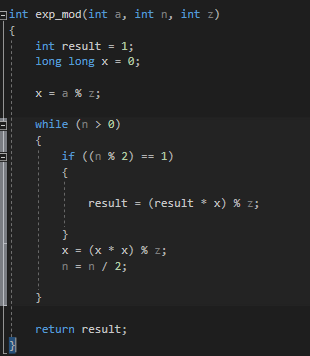 int exp_mod(int a, int n, int z)
{
int result = 1;
long long x = 0;
x = a % z;
while (n > 0)
{
if ((n % 2) == 1)
{
result = (result * x) % z;
}
x = (x * x) % z;
n = n / 2;
}
return result;
}